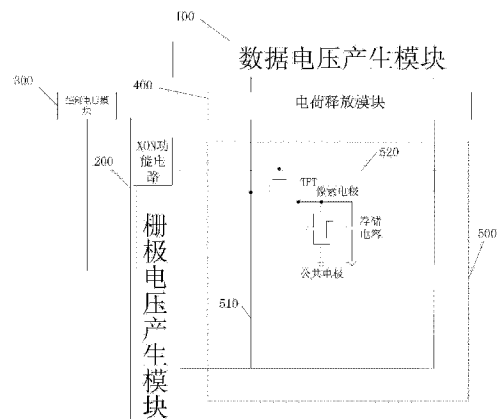 100
数据电压产生模块
300
400
电荷释放模块
200
XON功
能电
路
520
TFT
像素电极
存储
电容
公共电极
500
510
栅极电压产生模块